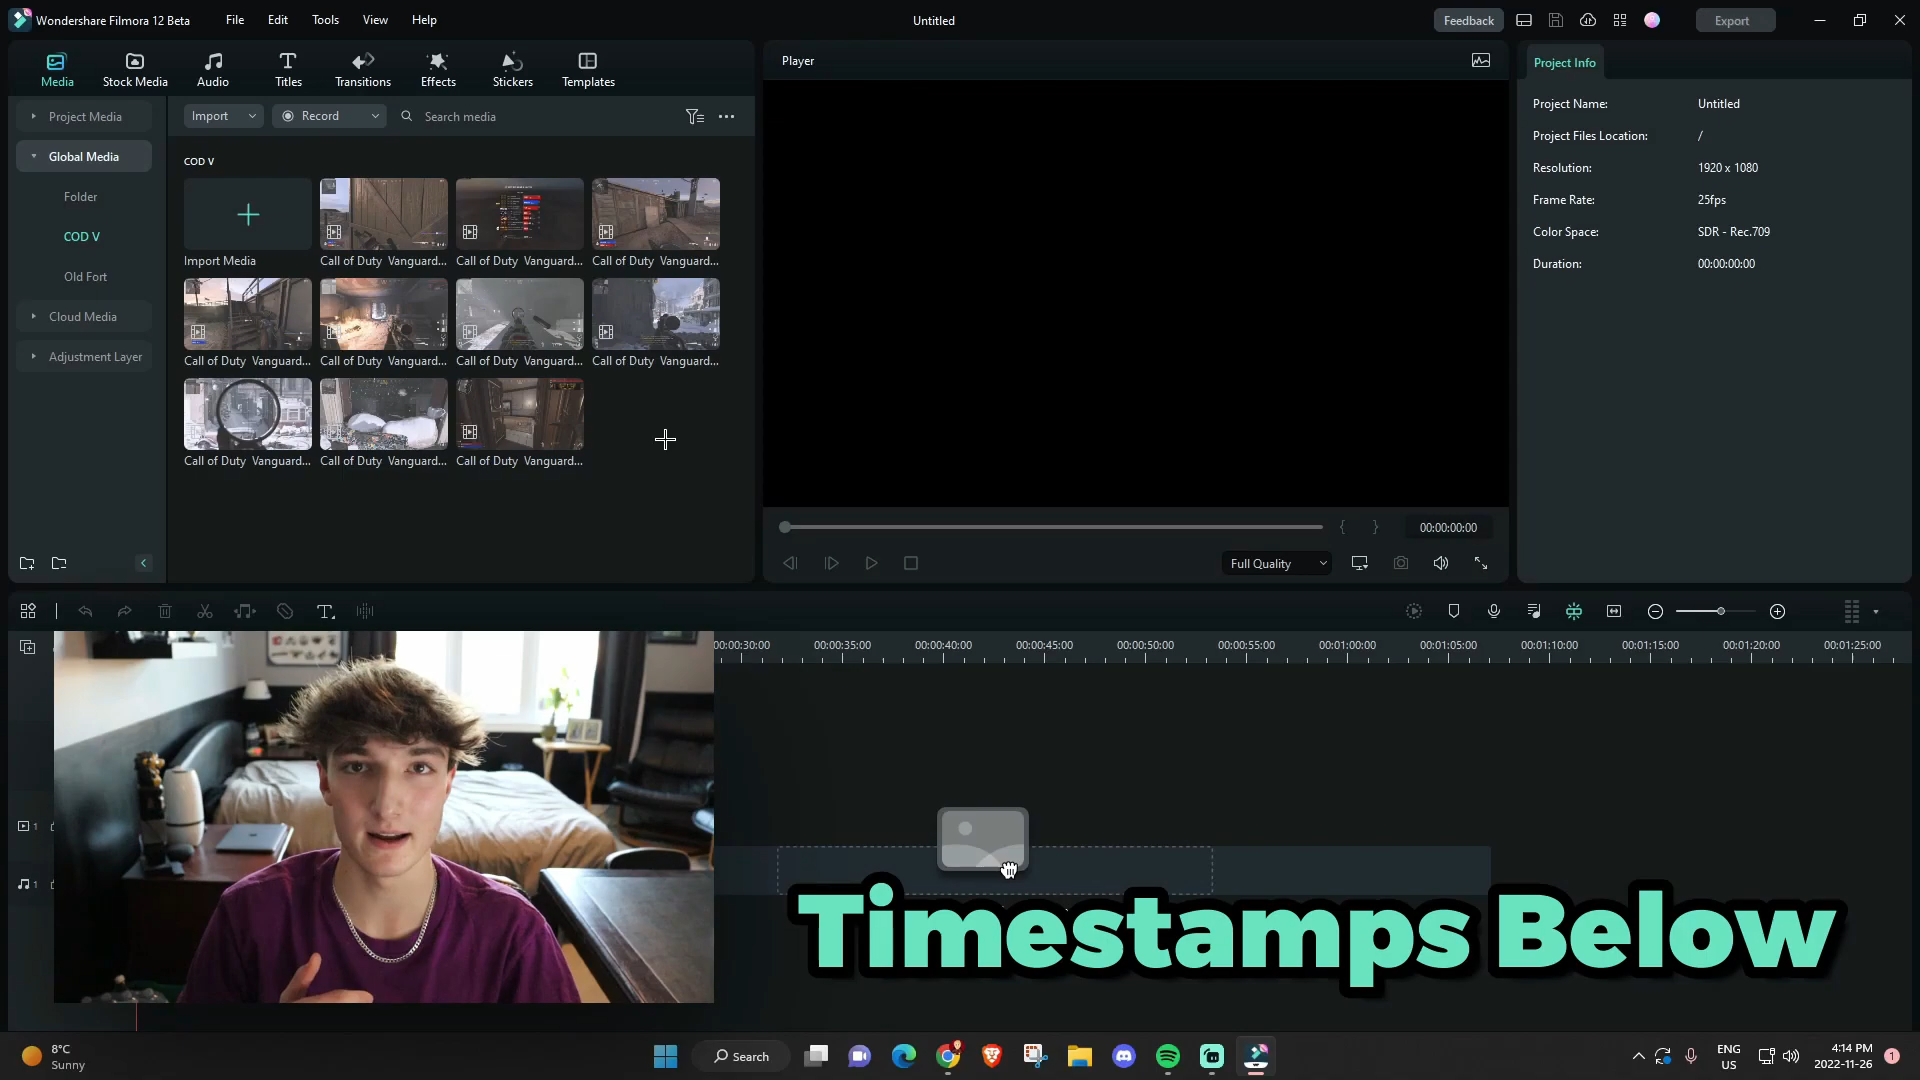 Wondershare Filmora 12 Beta
File
Edit
Tools
View
Help
Untitled
Feedback
Export
Media
Stock Media
Audio
Titles
Transitions
Effects
Stickers
Templates
Player
Project Info
Project Media
Global Media
Folder
COD V
Old Fort
Cloud Media
Adjustment Layer
Import
Record
Search media
COD V
Import Media
Call of Duty Vanguard...
Call of Duty Vanguard...
Call of Duty Vanguard...
Call of Duty Vanguard...
Call of Duty Vanguard...
Call of Duty Vanguard...
Call of Duty Vanguard...
Call of Duty Vanguard...
Call of Duty Vanguard...
Call of Duty Vanguard...
Project Name: Untitled
Project Files Location: /
Resolution: 1920 x 1080
Frame Rate: 25fps
Color Space: SDR - Rec.709
Duration: 00:00:00:00
{ } 00:00:00:00
Full Quality
00:00:30:00 00:00:35:00 00:00:40:00 00:00:45:00 00:00:50:00 00:00:55:00 00:01:00:00 00:01:05:00 00:01:10:00 00:01:15:00 00:01:20:00 00:01:25:00
1
1
Timestamps Below
8°C
Sunny
Search
ENG
US
4:14 PM
2022-11-26
1